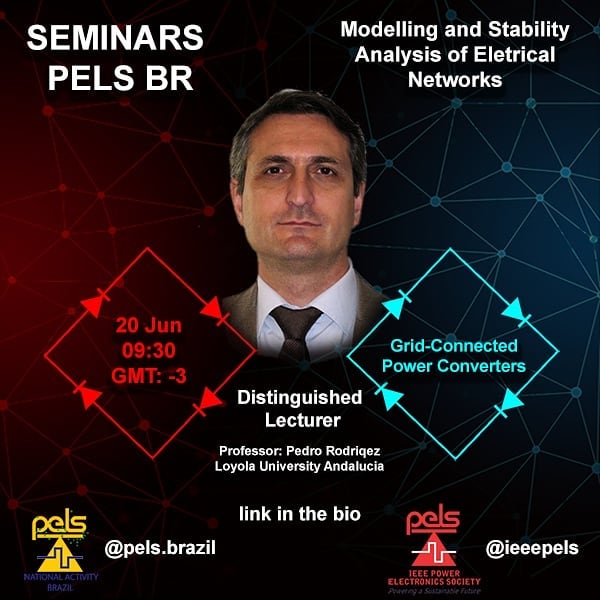 SEMINARS
PELS BR
Modelling and Stability
Analysis of Eletrical
Networks
20 Jun
09:30
GMT: -3
Grid-Connected
Power Converters
Distinguished
Lecturer
Professor: Pedro Rodriqez
Loyola University Andalucia
link in the bio
pels
NATIONAL ACTIVITY
BRAZIL
@pels.brazil
pels
IEEE POWER
ELECTRONICS SOCIETY
Powering a Sustainable Future
@ieeepels